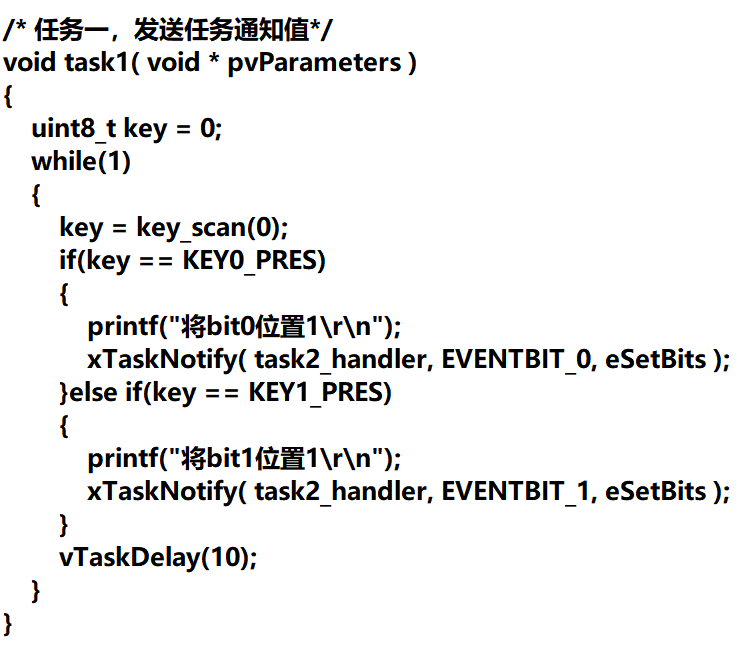 /* 任务一，发送任务通知值*/
void task1( void * pvParameters )
{
    uint8_t key = 0;
    while(1)
    {
        key = key_scan(0);
        if(key == KEY0_PRES)
        {
            printf("将bit0位置1\r\n");
            xTaskNotify( task2_handler, EVENTBIT_0, eSetBits );
        }else if(key == KEY1_PRES)
        {
            printf("将bit1位置1\r\n");
            xTaskNotify( task2_handler, EVENTBIT_1, eSetBits );
        }
        vTaskDelay(10);
    }
}